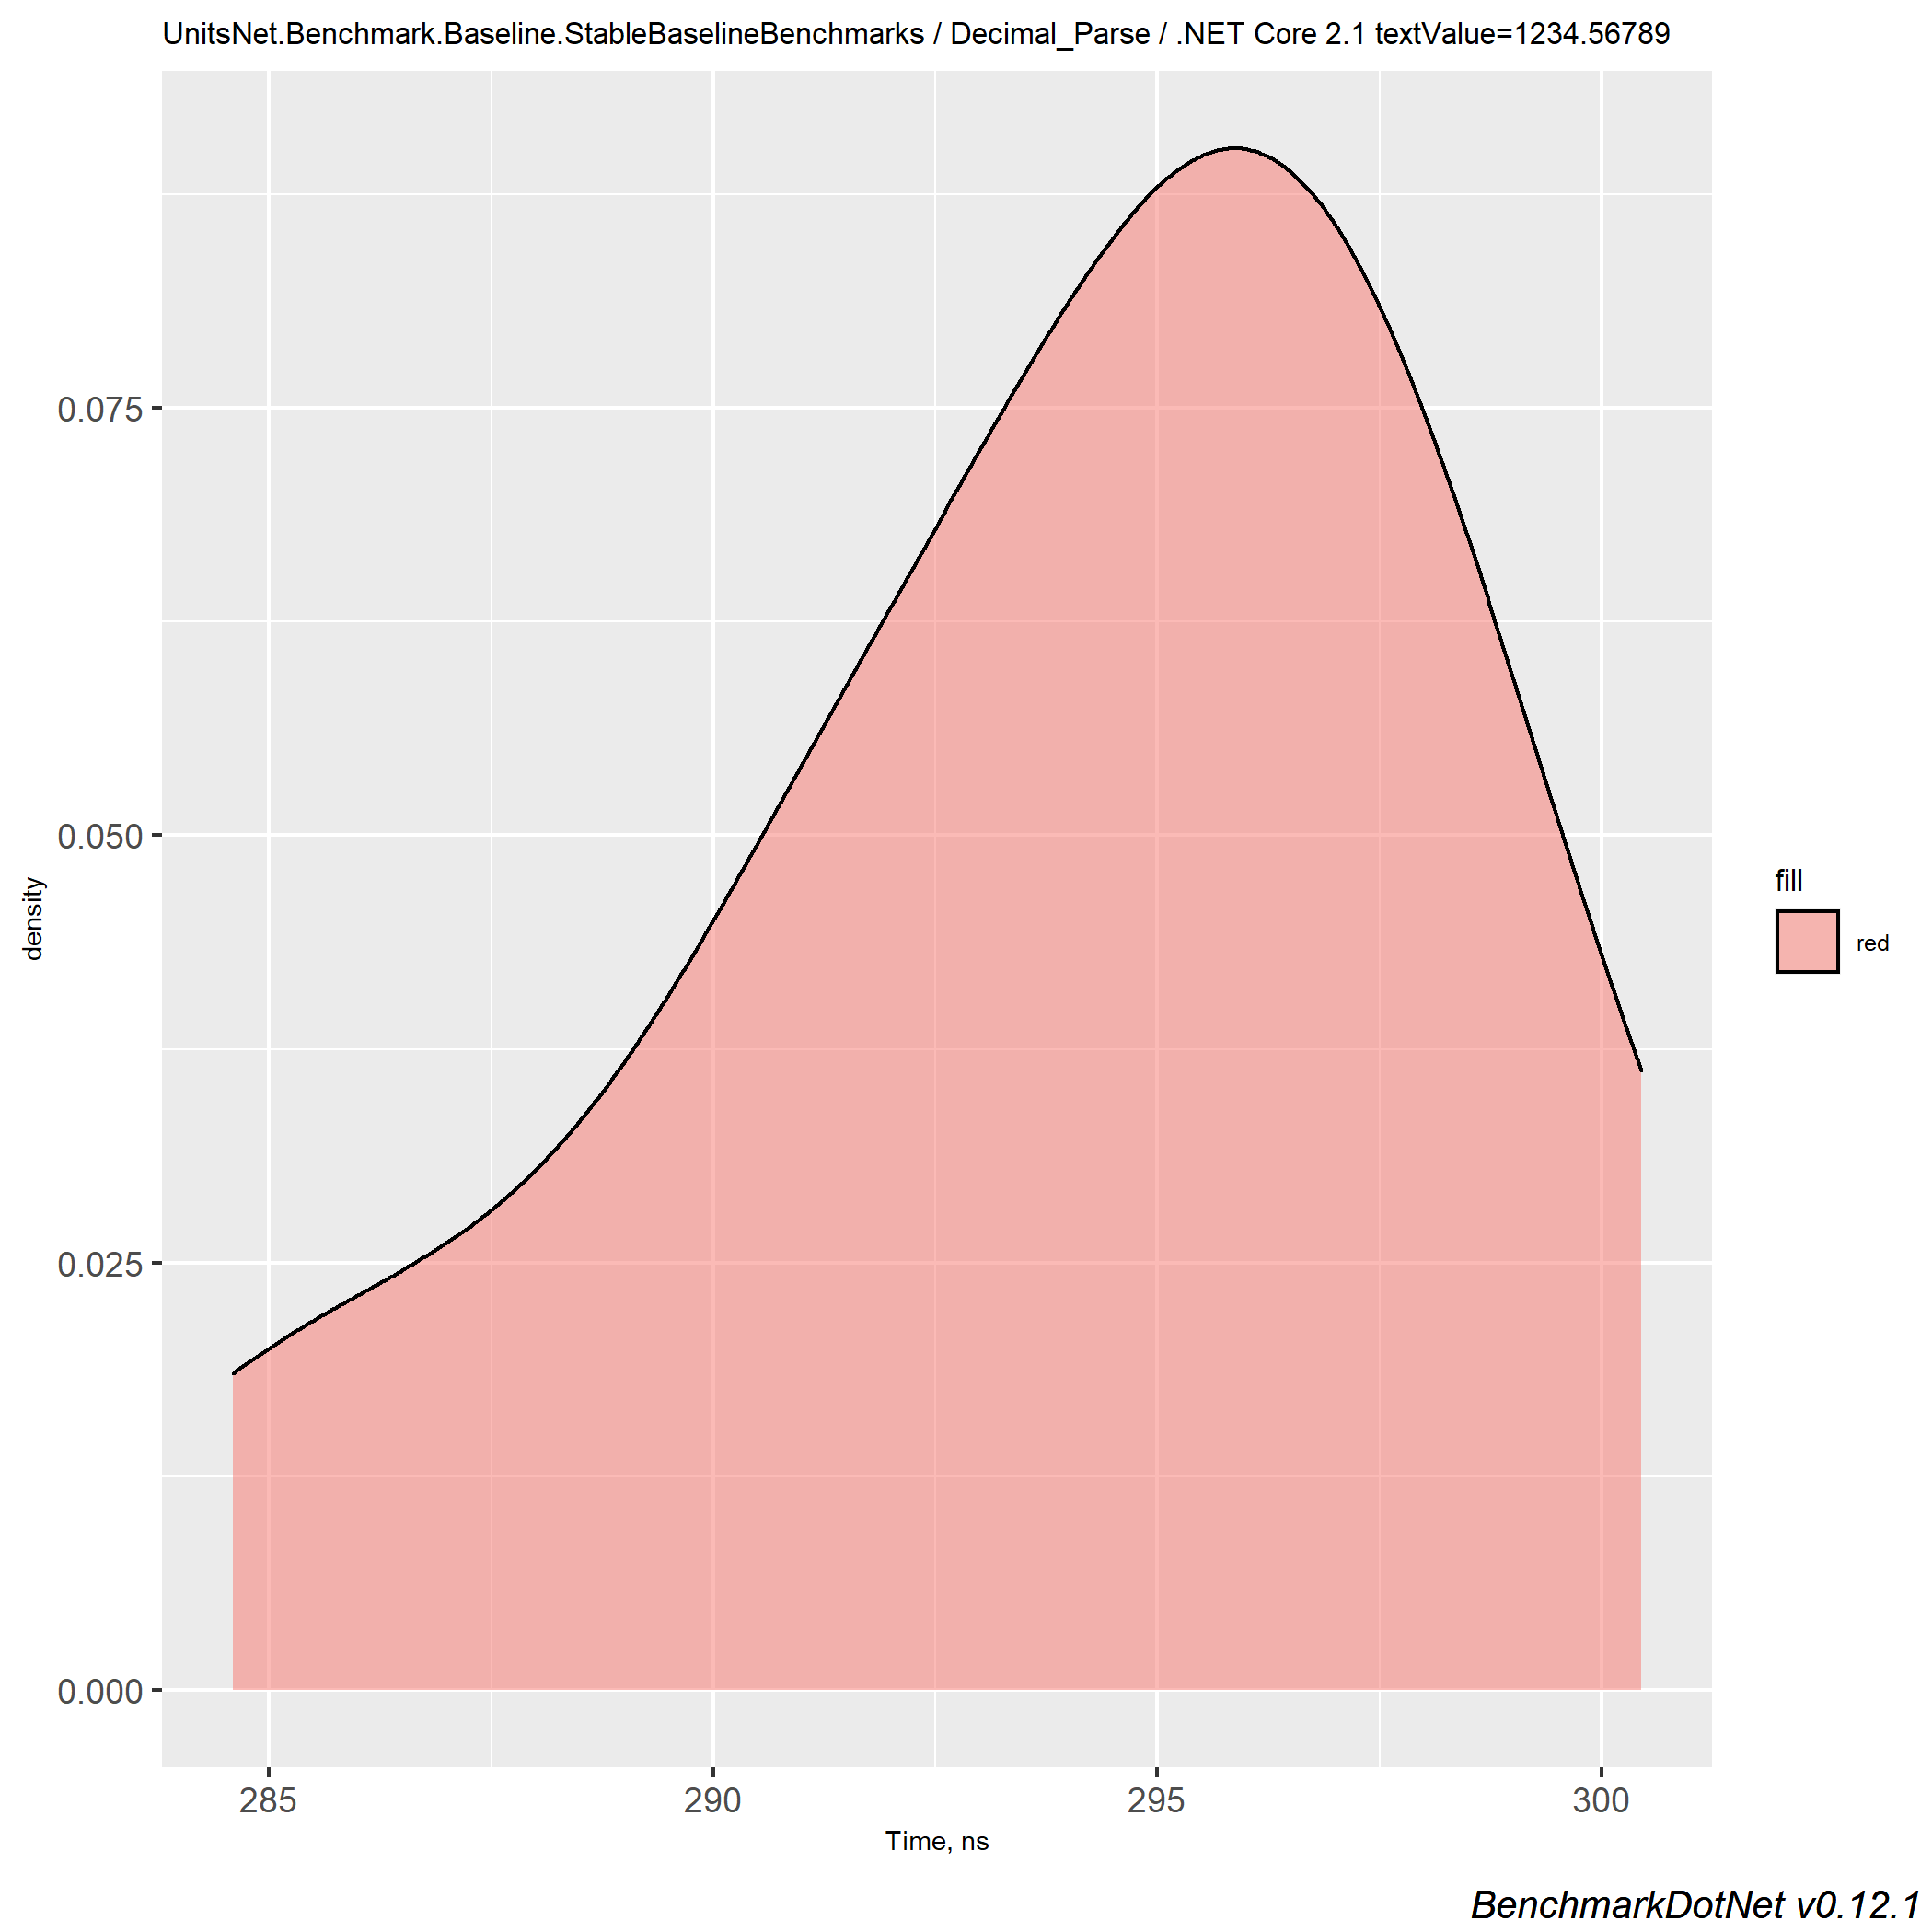 UnitsNet.Benchmark.Baseline.StableBaselineBenchmarks / Decimal_Parse / .NET Core 2.1 textValue=1234.56789
0.075
0.050
0.025
0.000
density
285 290 295 300
Time, ns
fill
red
BenchmarkDotNet v0.12.1